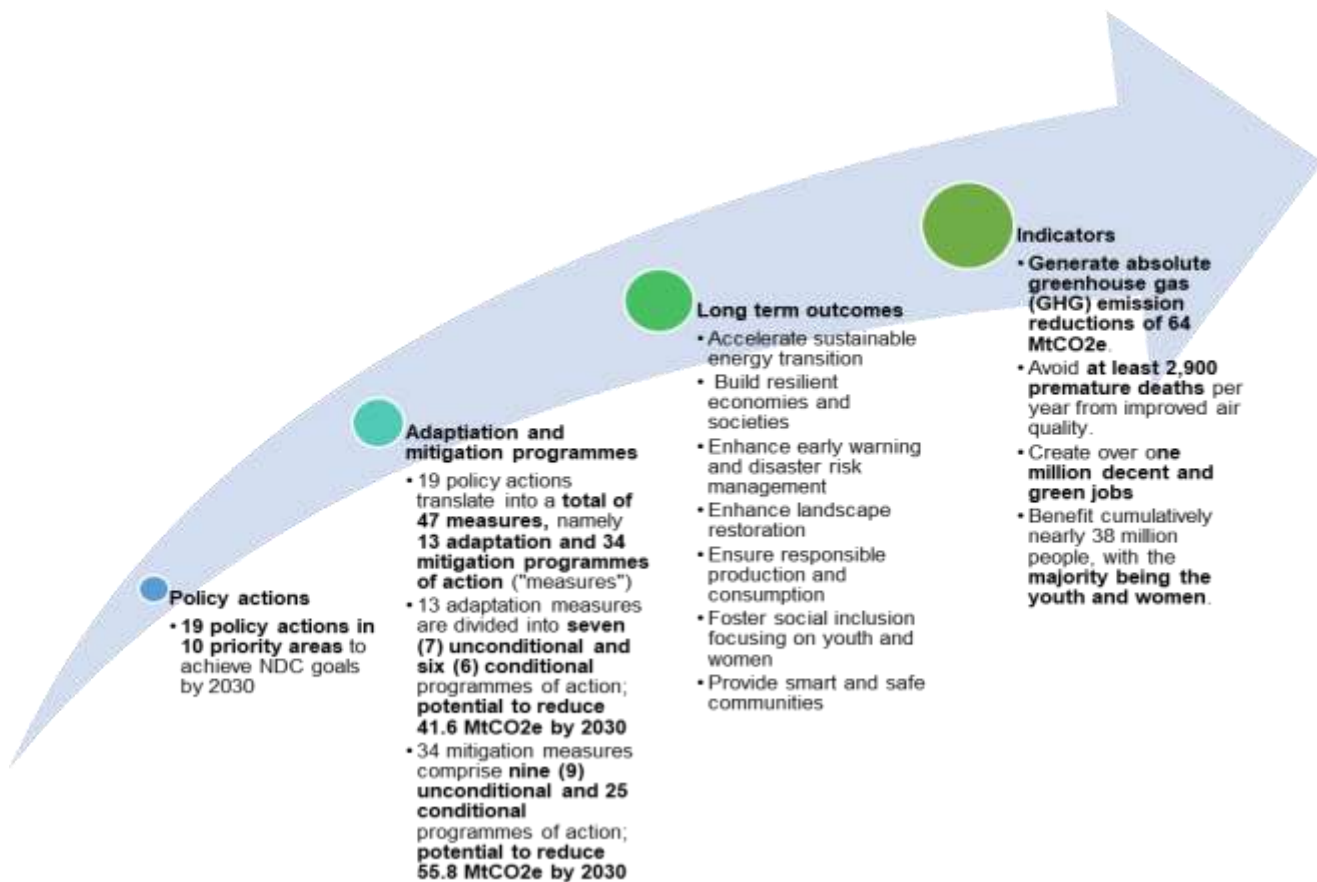 Policy actions
• 19 policy actions in
10 priority areas to
achieve NDC goals
by 2030
Adaptiation and
mitigation programmes
• 19 policy actions
translate into a total of
47 measures, namely
13 adaptation and 34
mitigation programmes
of action ("measures")
• 13 adaptation measures
are divided into seven
(7) unconditional and
six (6) conditional
programmes of action;
potential to reduce
41.6 MtCO2e by 2030
• 34 mitigation measures
comprise nine (9)
unconditional and 25
conditional
programmes of action;
potential to reduce
55.8 MtCO2e by 2030
Long term outcomes
• Accelerate sustainable
energy transition
• Build resilient
economies and
societies
• Enhance early warning
and disaster risk
management
• Enhance landscape
restoration
• Ensure responsible
production and
consumption
• Foster social inclusion
focusing on youth and
women
• Provide smart and safe
communities
Indicators
• Generate absolute
greenhouse gas
(GHG) emission
reductions of 64
MtCO2e.
• Avoid at least 2,900
premature deaths per
year from improved air
quality.
• Create over one
million decent and
green jobs
• Benefit cumulatively
nearly 38 million
people, with the
majority being the
youth and women.